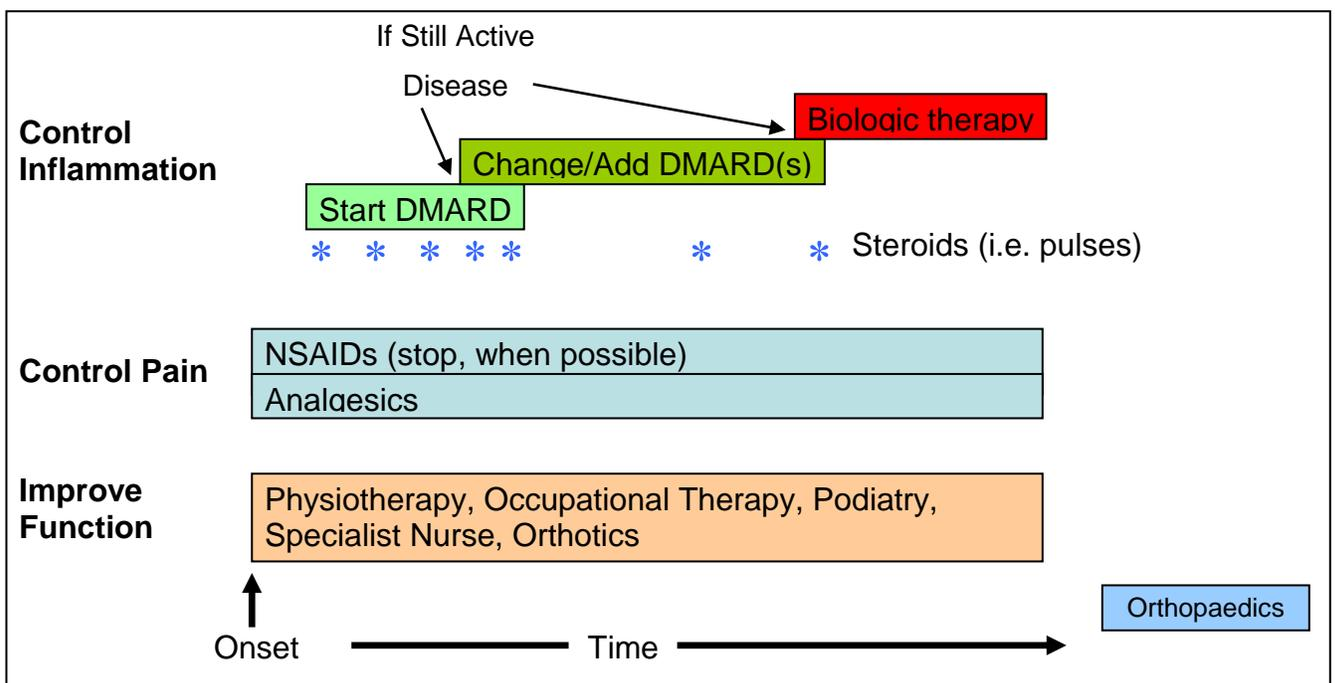 If Still Active
Disease
Control
Inflammation
Biologic therapy
Change/Add DMARD(s)
Start DMARD
* * * * * * * Steroids (i.e. pulses)
Control Pain
NSAIDs (stop, when possible)
Analgesics
Improve
Function
Physiotherapy, Occupational Therapy, Podiatry,
Specialist Nurse, Orthotics
Orthopaedics
Onset
Time